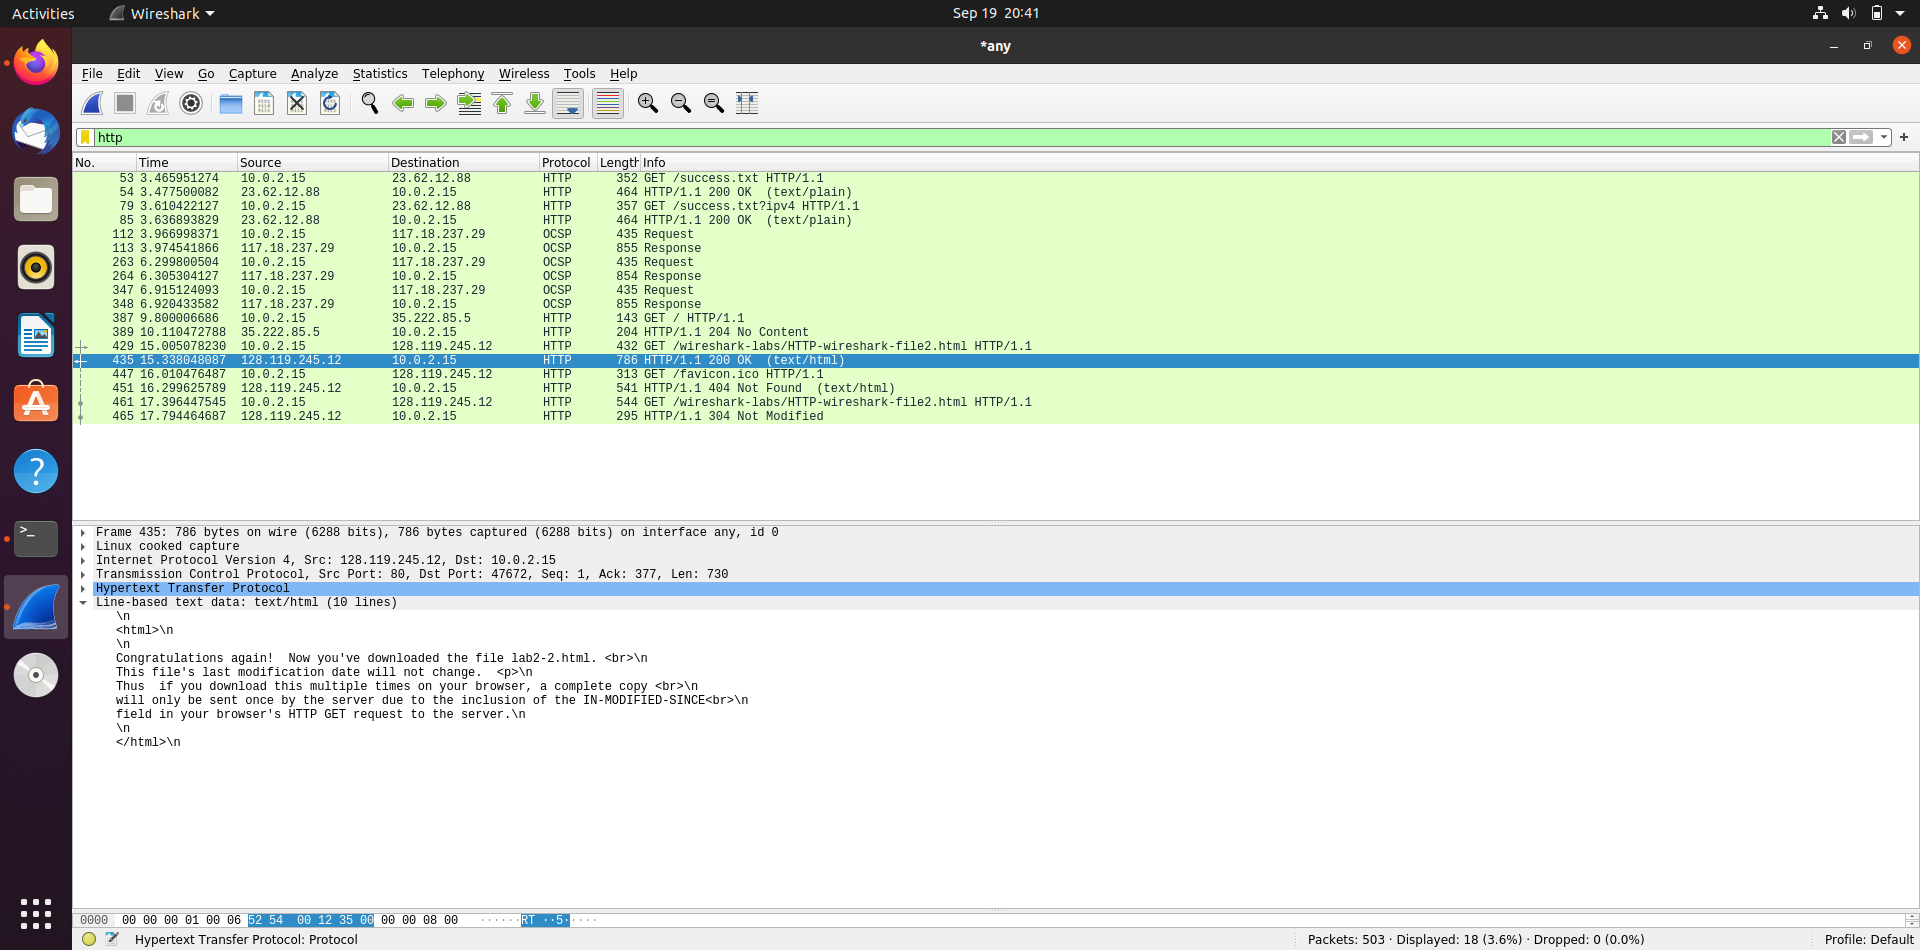 Activities Wireshark Sep 19 20:41
*any
File Edit View Go Capture Analyze Statistics Telephony Wireless Tools Help
http
No. Time Source Destination Protocol Length Info
53 3.465951274 10.0.2.15 23.62.12.88 HTTP 352 GET /success.txt HTTP/1.1
54 3.477500082 23.62.12.88 10.0.2.15 HTTP 464 HTTP/1.1 200 OK (text/plain)
79 3.610422127 10.0.2.15 23.62.12.88 HTTP 357 GET /success.txt?ipv4 HTTP/1.1
85 3.636893829 23.62.12.88 10.0.2.15 HTTP 464 HTTP/1.1 200 OK (text/plain)
112 3.966998371 10.0.2.15 117.18.237.29 OCSP 435 Request
113 3.974541866 117.18.237.29 10.0.2.15 OCSP 855 Response
263 6.299800504 10.0.2.15 117.18.237.29 OCSP 435 Request
264 6.305304127 117.18.237.29 10.0.2.15 OCSP 854 Response
347 6.915124093 10.0.2.15 117.18.237.29 OCSP 435 Request
348 6.920433582 117.18.237.29 10.0.2.15 OCSP 855 Response
387 9.800006686 10.0.2.15 35.222.85.5 HTTP 143 GET / HTTP/1.1
389 10.110472788 35.222.85.5 10.0.2.15 HTTP 204 HTTP/1.1 204 No Content
429 15.005078230 10.0.2.15 128.119.245.12 HTTP 432 GET /wireshark-labs/HTTP-wireshark-file2.html HTTP/1.1
435 15.338048087 128.119.245.12 10.0.2.15 HTTP 786 HTTP/1.1 200 OK (text/html)
447 16.010476487 10.0.2.15 128.119.245.12 HTTP 313 GET /favicon.ico HTTP/1.1
451 16.299625789 128.119.245.12 10.0.2.15 HTTP 541 HTTP/1.1 404 Not Found (text/html)
461 17.396447545 10.0.2.15 128.119.245.12 HTTP 544 GET /wireshark-labs/HTTP-wireshark-file2.html HTTP/1.1
465 17.794464687 128.119.245.12 10.0.2.15 HTTP 295 HTTP/1.1 304 Not Modified
Frame 435: 786 bytes on wire (6288 bits), 786 bytes captured (6288 bits) on interface any, id 0
Linux cooked capture
Internet Protocol Version 4, Src: 128.119.245.12, Dst: 10.0.2.15
Transmission Control Protocol, Src Port: 80, Dst Port: 47672, Seq: 1, Ack: 377, Len: 730
Hypertext Transfer Protocol
Line-based text data: text/html (10 lines)
\n
<html>\n
\n
Congratulations again!  Now you've downloaded the file lab2-2.html. <br>\n
This file's last modification date will not change.  <p>\n
Thus  if you download this multiple times on your browser, a complete copy <br>\n
will only be sent once by the server due to the inclusion of the IN-MODIFIED-SINCE<br>\n
field in your browser's HTTP GET request to the server.\n
\n
</html>\n
0000 00 00 00 01 00 06 52 54 00 12 35 00 00 00 08 00 ······RT ··5·····
Hypertext Transfer Protocol: Protocol Packets: 503 · Displayed: 18 (3.6%) · Dropped: 0 (0.0%) Profile: Default